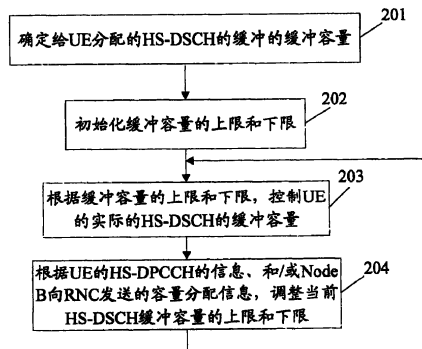 201
确定给UE分配的HS-DSCH的缓冲的缓冲容量
202
初始化缓冲容量的上限和下限
203
根据缓冲容量的上限和下限，控制UE
的实际的HS-DSCH的缓冲容量
204
根据UE的HS-DPCCH的信息、和/或Node
B向RNC发送的容量分配信息，调整当前
HS-DSCH缓冲容量的上限和下限